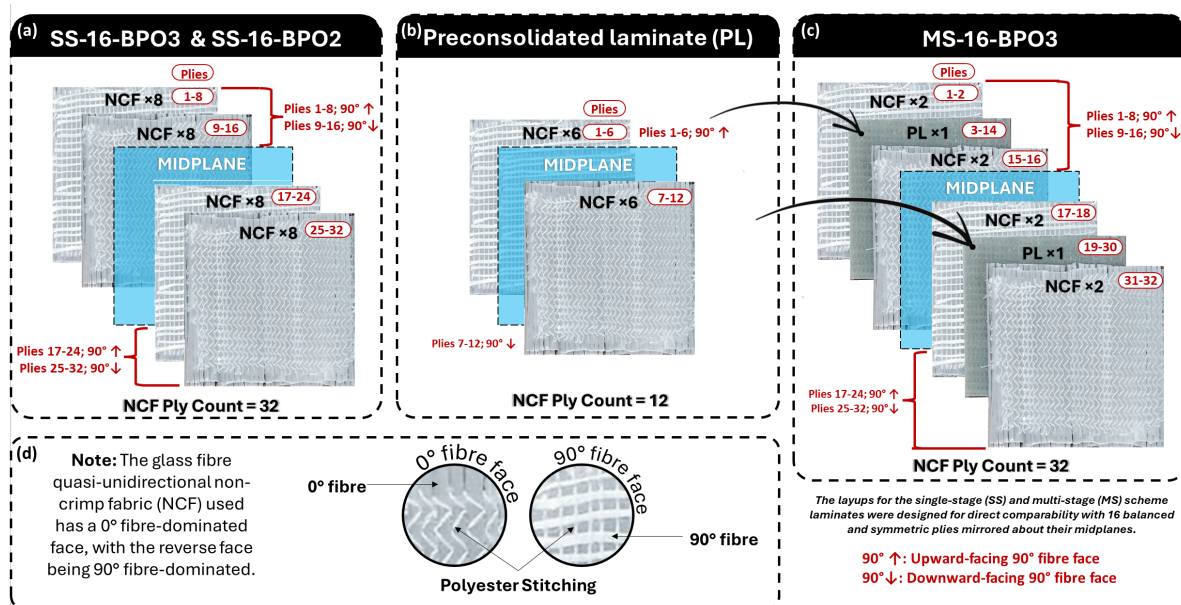 (a)
SS-16-BPO3 & SS-16-BPO2
Plies
NCF ×8
1-8
NCF ×8
9-16
Plies 1-8; 90° ↑
Plies 9-16; 90°↓
MIDPLANE
NCF ×8
17-24
NCF ×8
25-32
Plies 17-24; 90° ↑
Plies 25-32; 90°↓
NCF Ply Count = 32
(b)
Preconsolidated laminate (PL)
Plies
NCF ×6
1-6
Plies 1-6; 90° ↑
MIDPLANE
NCF ×6
7-12
Plies 7-12; 90° ↓
NCF Ply Count = 12
(c)
MS-16-BPO3
Plies
NCF ×2
1-2
PL ×1
3-14
NCF ×2
15-16
Plies 1-8; 90° ↑
Plies 9-16; 90°↓
MIDPLANE
NCF ×2
17-18
PL ×1
19-30
NCF ×2
31-32
Plies 17-24; 90° ↑
Plies 25-32; 90°↓
NCF Ply Count = 32
(d)
Note: The glass fibre
quasi-unidirectional non-
crimp fabric (NCF) used
has a 0° fibre-dominated
face, with the reverse face
being 90° fibre-dominated.
0° fibre
0° fibre face
90° fibre face
90° fibre
Polyester Stitching
The layups for the single-stage (SS) and multi-stage (MS) scheme
laminates were designed for direct comparability with 16 balanced
and symmetric plies mirrored about their midplanes.
90° ↑: Upward-facing 90° fibre face
90°↓: Downward-facing 90° fibre face